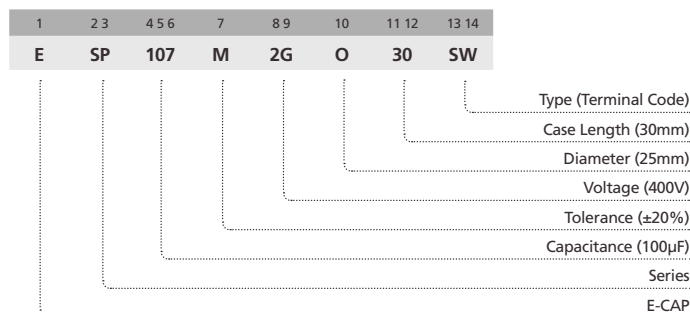 1 2 3 4 5 6 7 8 9 10 11 12 13 14
E SP 107 M 2G O 30 SW
Type (Terminal Code)
Case Length (30mm)
Diameter (25mm)
Voltage (400V)
Tolerance (±20%)
Capacitance (100µF)
Series
E-CAP